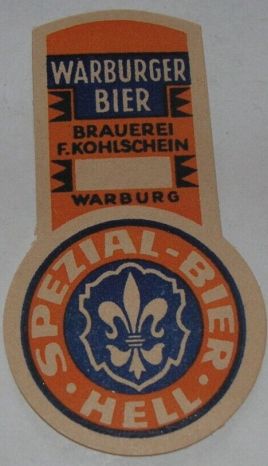 WARBURGER
BIER
BRAUEREI
F. KOHLSCHEIN
WARBURG
SPEZIAL-BIER
· HELL ·